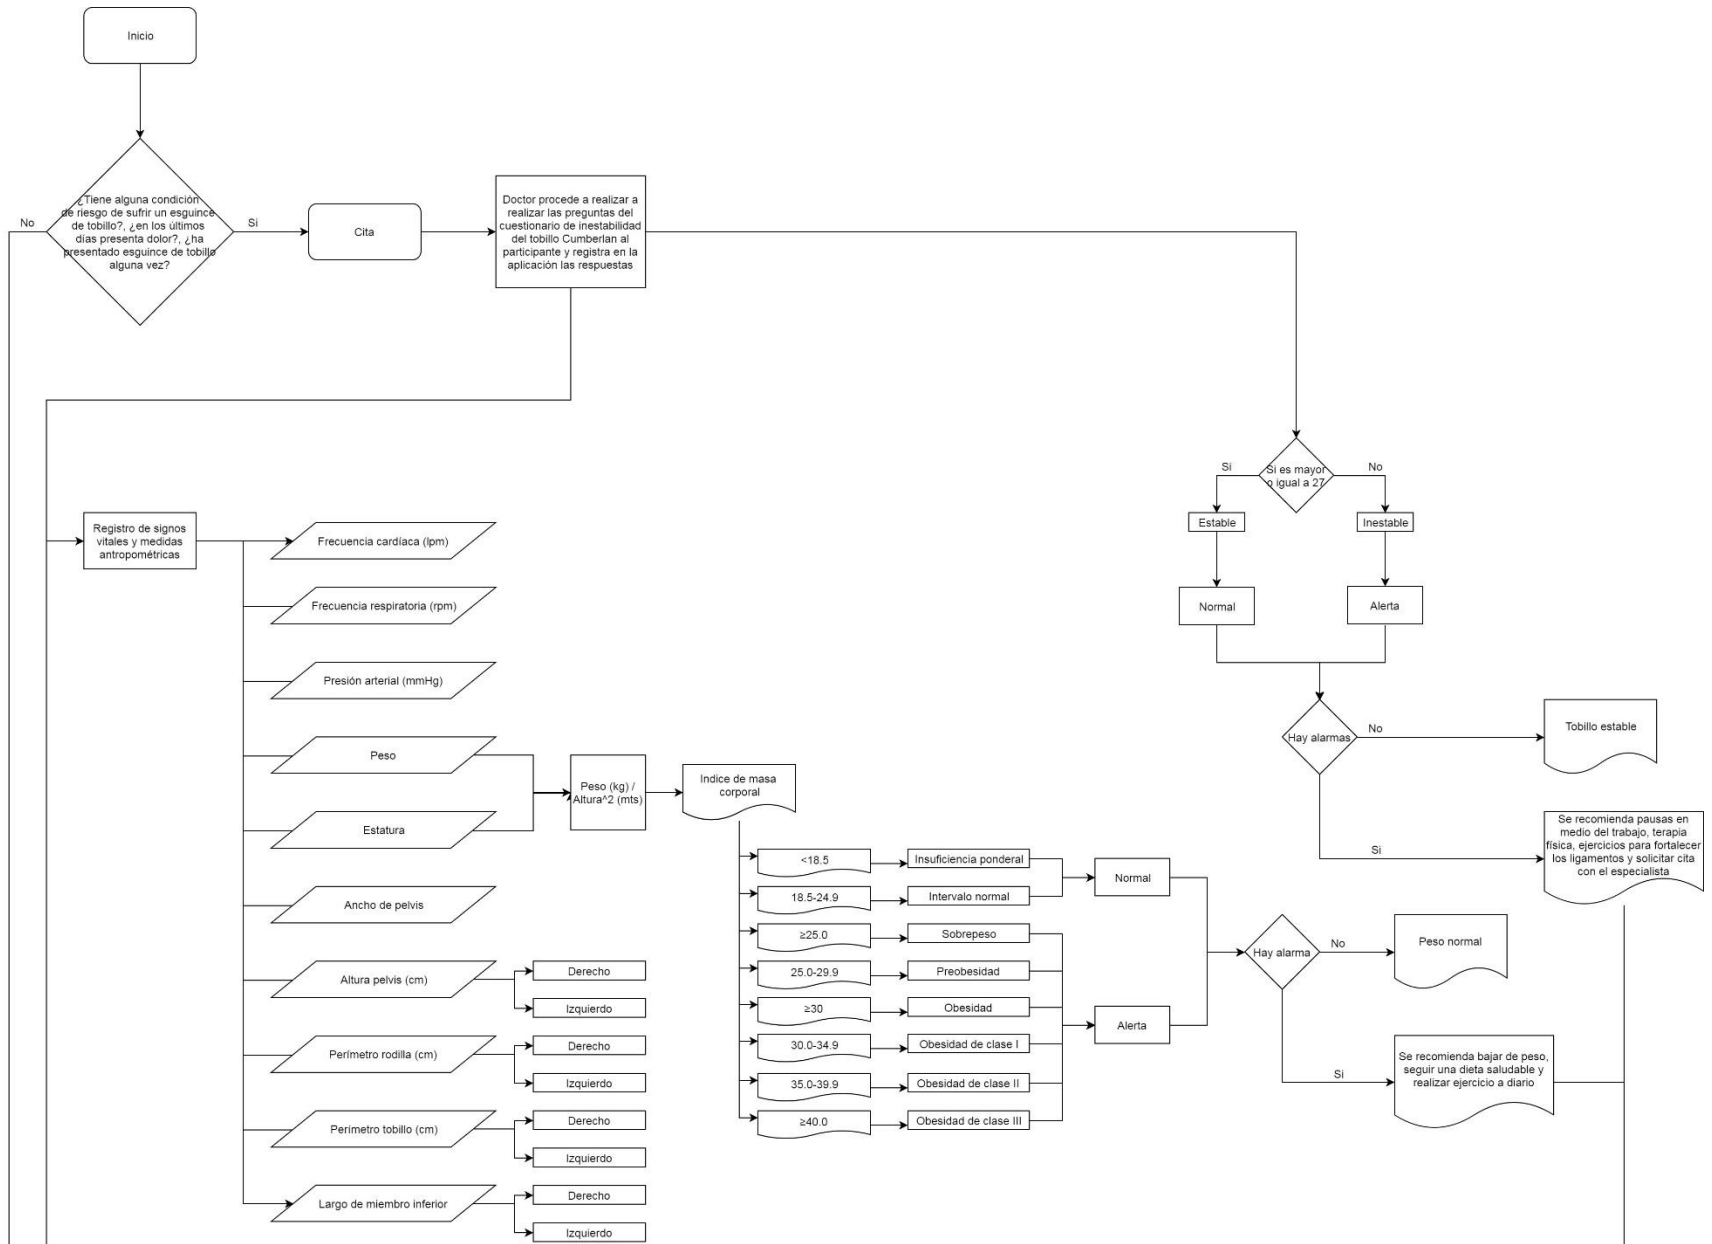 Inicio
¿Tiene alguna condición
de riesgo de sufrir un esguince
de tobillo?, ¿en los últimos
días presenta dolor?, ¿ha
presentado esguince de tobillo
alguna vez?
No
Si
Cita
Doctor procede a realizar a
realizar las preguntas del
cuestionario de inestabilidad
del tobillo Cumberlan al
participante y registra en la
aplicación las respuestas
Si es mayor
o igual a 27
Si
No
Estable
Inestable
Normal
Alerta
Hay alarmas
No
Tobillo estable
Si
Se recomienda pausas en
medio del trabajo, terapia
física, ejercicios para fortalecer
los ligamentos y solicitar cita
con el especialista
Registro de signos
vitales y medidas
antropométricas
Frecuencia cardíaca (lpm)
Frecuencia respiratoria (rpm)
Presión arterial (mmHg)
Peso
Estatura
Peso (kg) /
Altura^2 (mts)
Indice de masa
corporal
Ancho de pelvis
Altura pelvis (cm)
Derecho
Izquierdo
Perímetro rodilla (cm)
Derecho
Izquierdo
Perímetro tobillo (cm)
Derecho
Izquierdo
Largo de miembro inferior
Derecho
Izquierdo
<18.5
Insuficiencia ponderal
18.5-24.9
Intervalo normal
≥25.0
Sobrepeso
25.0-29.9
Preobesidad
≥30
Obesidad
30.0-34.9
Obesidad de clase I
35.0-39.9
Obesidad de clase II
≥40.0
Obesidad de clase III
Normal
Alerta
Hay alarma
No
Peso normal
Si
Se recomienda bajar de peso,
seguir una dieta saludable y
realizar ejercicio a diario